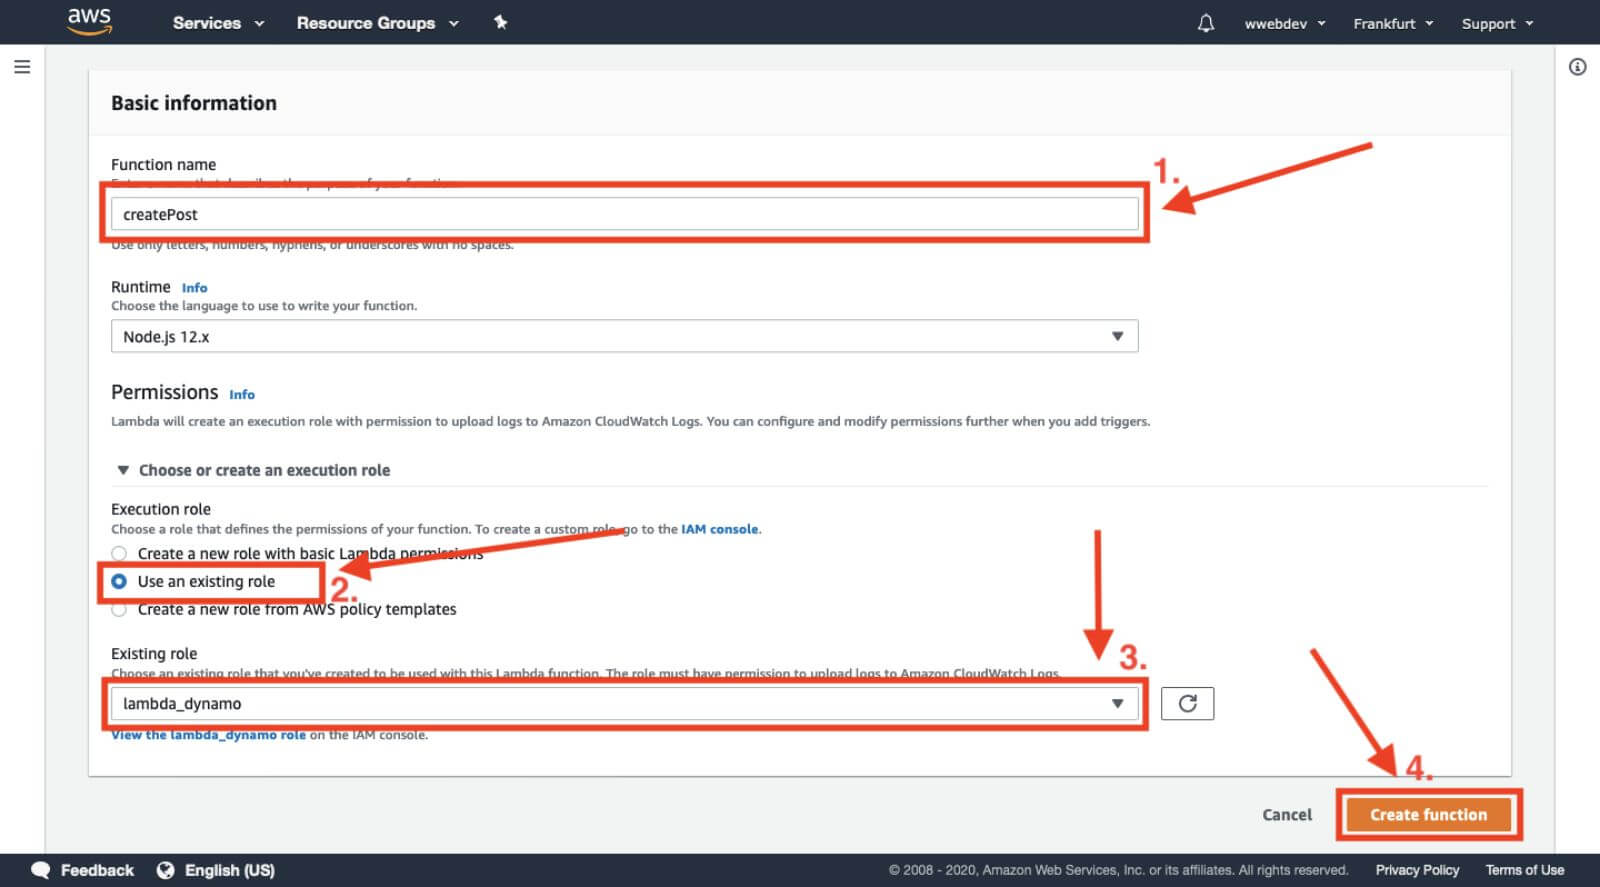 aws Services Resource Groups wwebdev Frankfurt Support
Basic information
Function name
Enter a name that describes the purpose of your function.
1.
createPost
Use only letters, numbers, hyphens, or underscores with no spaces.
Runtime Info
Choose the language to use to write your function.
Node.js 12.x
Permissions Info
Lambda will create an execution role with permission to upload logs to Amazon CloudWatch Logs. You can configure and modify permissions further when you add triggers.
Choose or create an execution role
Execution role
Choose a role that defines the permissions of your function. To create a custom role, go to the IAM console.
Create a new role with basic Lambda permissions
Use an existing role 2.
Create a new role from AWS policy templates
Existing role 3.
Choose an existing role that you've created to be used with this Lambda function. The role must have permission to upload logs to Amazon CloudWatch Logs.
lambda_dynamo
View the lambda_dynamo role on the IAM console.
4.
Cancel Create function
Feedback English (US) © 2008 - 2020, Amazon Web Services, Inc. or its affiliates. All rights reserved. Privacy Policy Terms of Use